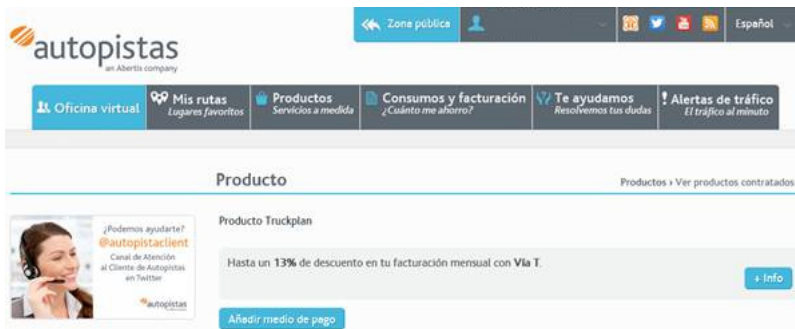 Zona pública
Español
autopistas
an Abertis company
Oficina virtual
Mis rutas
Lugares favoritos
Productos
Servicios a medida
Consumos y facturación
¿Cuánto me ahorro?
Te ayudamos
Resolvemos tus dudas
Alertas de tráfico
El tráfico al minuto
Producto
Productos › Ver productos contratados
¿Podemos ayudarte?
@autopistaclient
Canal de Atención
al Cliente de Autopistas
en Twitter
autopistas
Producto Truckplan
Hasta un 13% de descuento en tu facturación mensual con Vía T.
+ Info
Añadir medio de pago